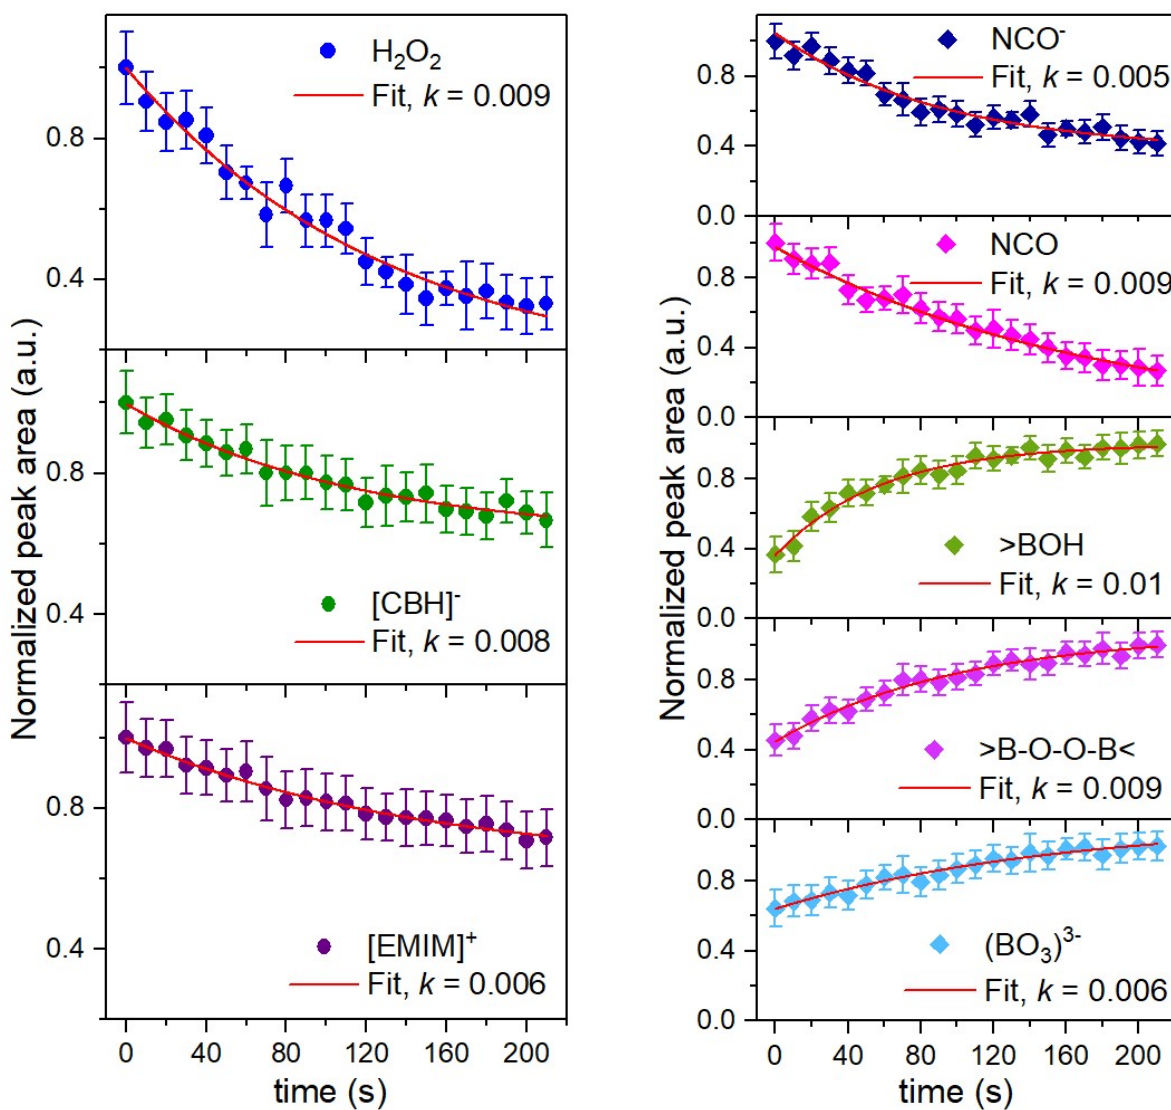 Normalized peak area (a.u.)
0.8
0.4
H₂O₂
Fit, k = 0.009
0.8
0.4
[CBH]⁻
Fit, k = 0.008
0.8
0.4
[EMIM]⁺
Fit, k = 0.006
0 40 80 120 160 200
time (s)
Normalized peak area (a.u.)
0.8
0.4
0.0
NCO⁻
Fit, k = 0.005
0.8
0.4
0.0
NCO
Fit, k = 0.009
0.8
0.4
0.0
>BOH
Fit, k = 0.01
0.8
0.4
0.0
>B-O-O-B<
Fit, k = 0.009
0.8
0.4
0.0
(BO₃)³⁻
Fit, k = 0.006
0 40 80 120 160 200
time (s)